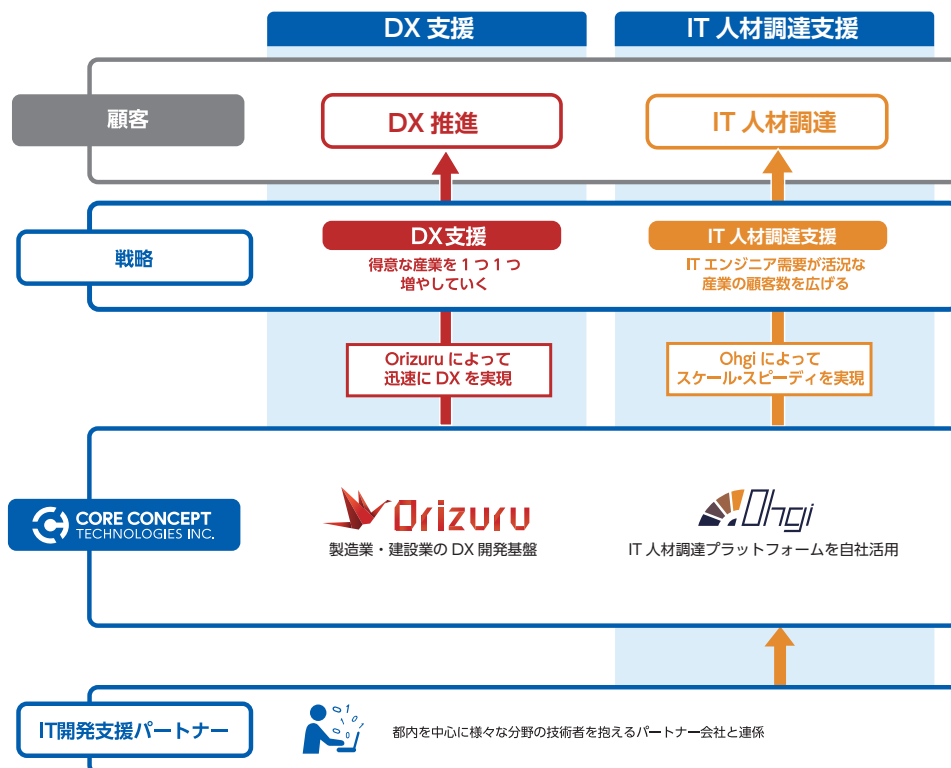 DX 支援
IT 人材調達支援
顧客
DX 推進
IT 人材調達
戦略
DX支援
得意な産業を1つ1つ
増やしていく
IT 人材調達支援
IT エンジニア需要が活況な
産業の顧客数を広げる
Orizuru によって
迅速に DX を実現
Ohgi によって
スケール・スピーディを実現
CORE CONCEPT
TECHNOLOGIES INC.
Orizuru
製造業・建設業の DX 開発基盤
Ohgi
IT 人材調達プラットフォームを自社活用
IT開発支援パートナー
都内を中心に様々な分野の技術者を抱えるパートナー会社と連係